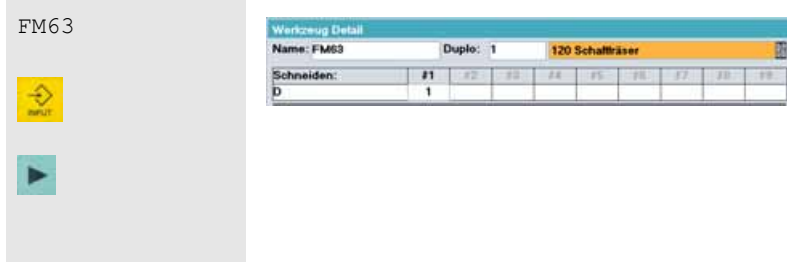 FM63
INPUT
Werkzeug Detail
Name: FM63 Duplo: 1 120 Schaftfräser
Schneiden: #1 #2 #3 #4 #5 #6 #7 #8 #9
D 1